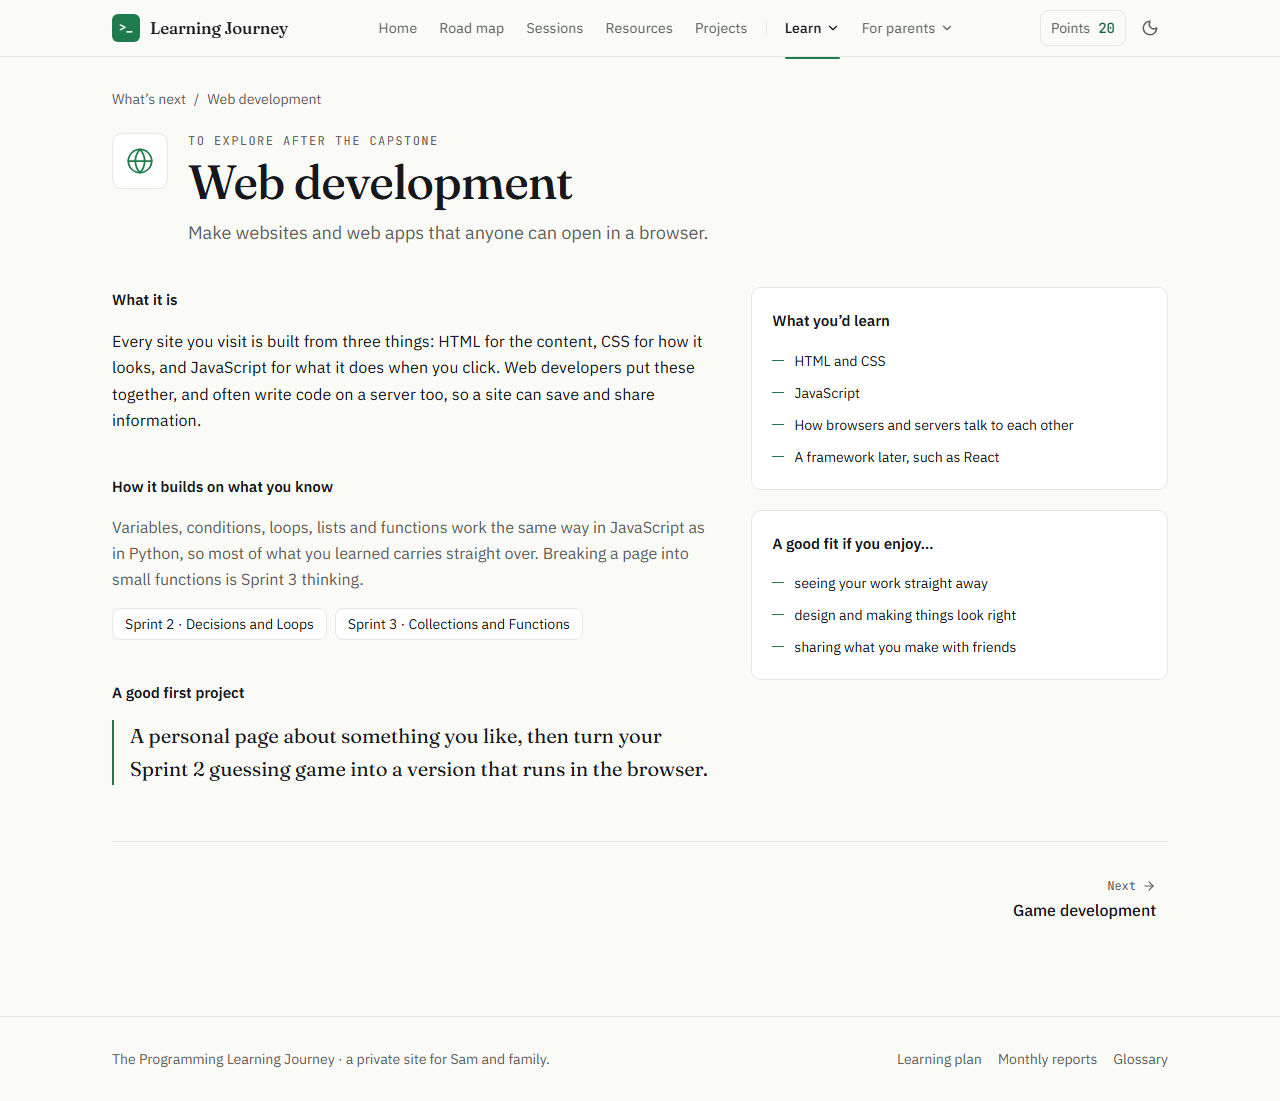 >_ Learning Journey
Home Road map Sessions Resources Projects Learn For parents Points 20
What’s next / Web development
TO EXPLORE AFTER THE CAPSTONE
Web development
Make websites and web apps that anyone can open in a browser.
What it is
Every site you visit is built from three things: HTML for the content, CSS for how it
looks, and JavaScript for what it does when you click. Web developers put these
together, and often write code on a server too, so a site can save and share
information.
How it builds on what you know
Variables, conditions, loops, lists and functions work the same way in JavaScript as
in Python, so most of what you learned carries straight over. Breaking a page into
small functions is Sprint 3 thinking.
Sprint 2 · Decisions and Loops
Sprint 3 · Collections and Functions
A good first project
A personal page about something you like, then turn your
Sprint 2 guessing game into a version that runs in the browser.
What you’d learn
HTML and CSS
JavaScript
How browsers and servers talk to each other
A framework later, such as React
A good fit if you enjoy…
seeing your work straight away
design and making things look right
sharing what you make with friends
Next →
Game development
The Programming Learning Journey · a private site for Sam and family.
Learning plan Monthly reports Glossary